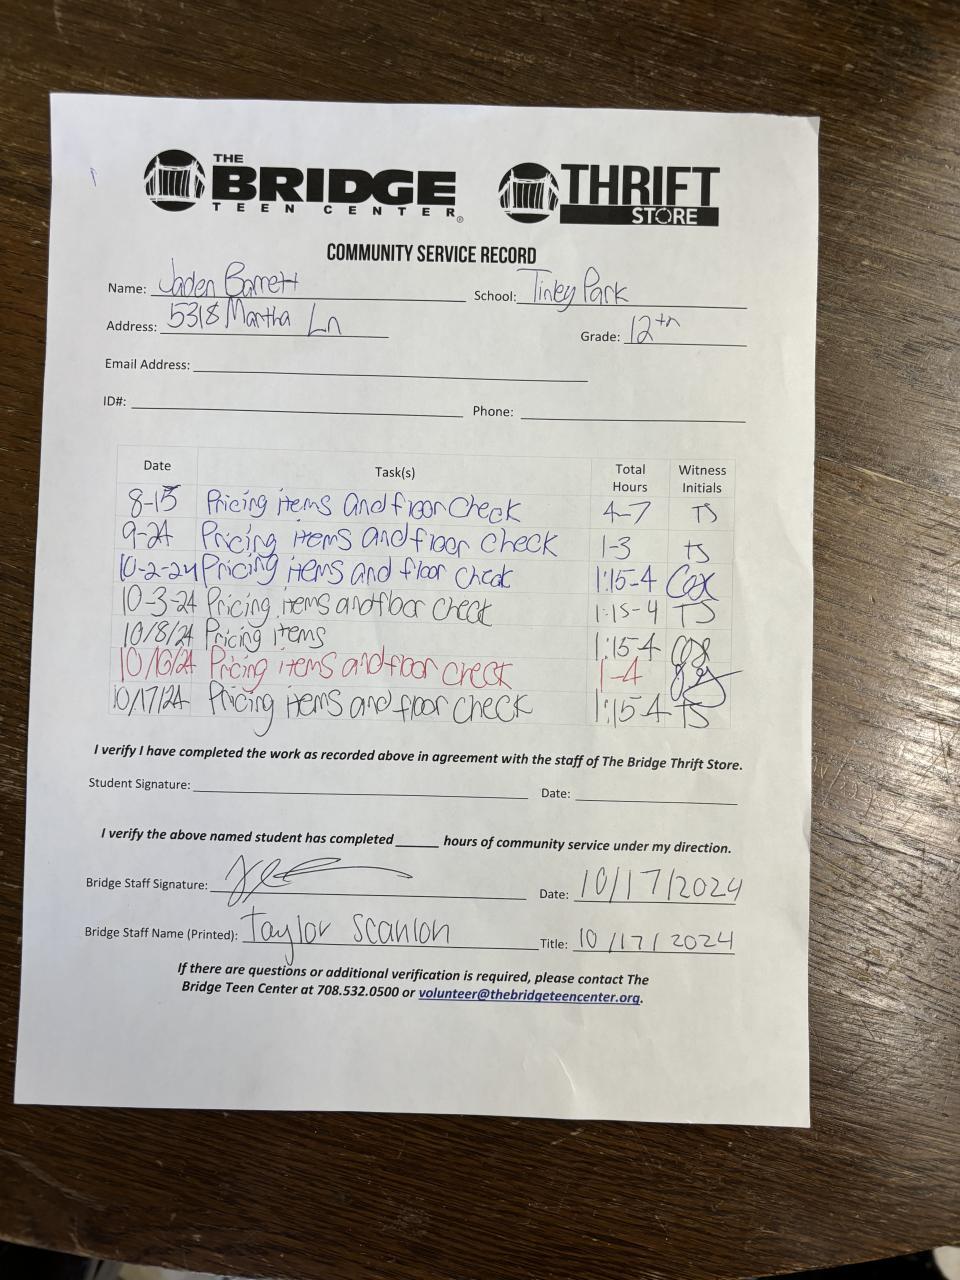 THE BRIDGE TEEN CENTER® THRIFT STORE
COMMUNITY SERVICE RECORD
Name: Jaden Barrett School: Tinley Park
Address: 5318 Martha Ln Grade: 12th
Email Address:
ID#: Phone:
Date Task(s) Total Hours Witness Initials
8-15 Pricing items and floor check 4-7 TS
9-24 Pricing items and floor check 1-3 TS
10-2-24 Pricing items and floor check 1:15-4
10-3-24 Pricing items and floor check 1:15-4 TS
10/8/24 Pricing items 1:15-4
10/10/24 Pricing items and floor check 1-4
10/17/24 Pricing items and floor check 1:15-4 TS
I verify I have completed the work as recorded above in agreement with the staff of The Bridge Thrift Store.
Student Signature: Date:
I verify the above named student has completed ______ hours of community service under my direction.
Bridge Staff Signature: Date: 10/17/2024
Bridge Staff Name (Printed): Taylor Scanlon Title: 10/17/2024
If there are questions or additional verification is required, please contact The
Bridge Teen Center at 708.532.0500 or volunteer@thebridgeteencenter.org.